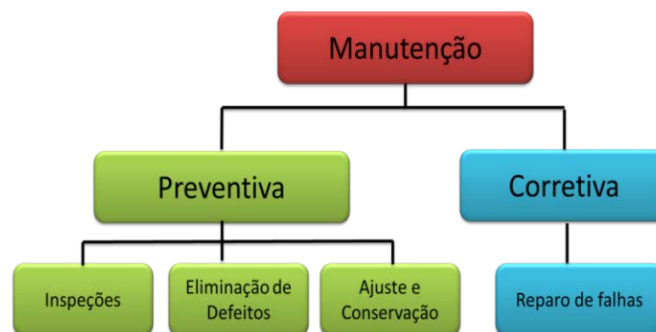 Manutenção
Preventiva
Corretiva
Inspeções
Eliminação de
Defeitos
Ajuste e
Conservação
Reparo de falhas